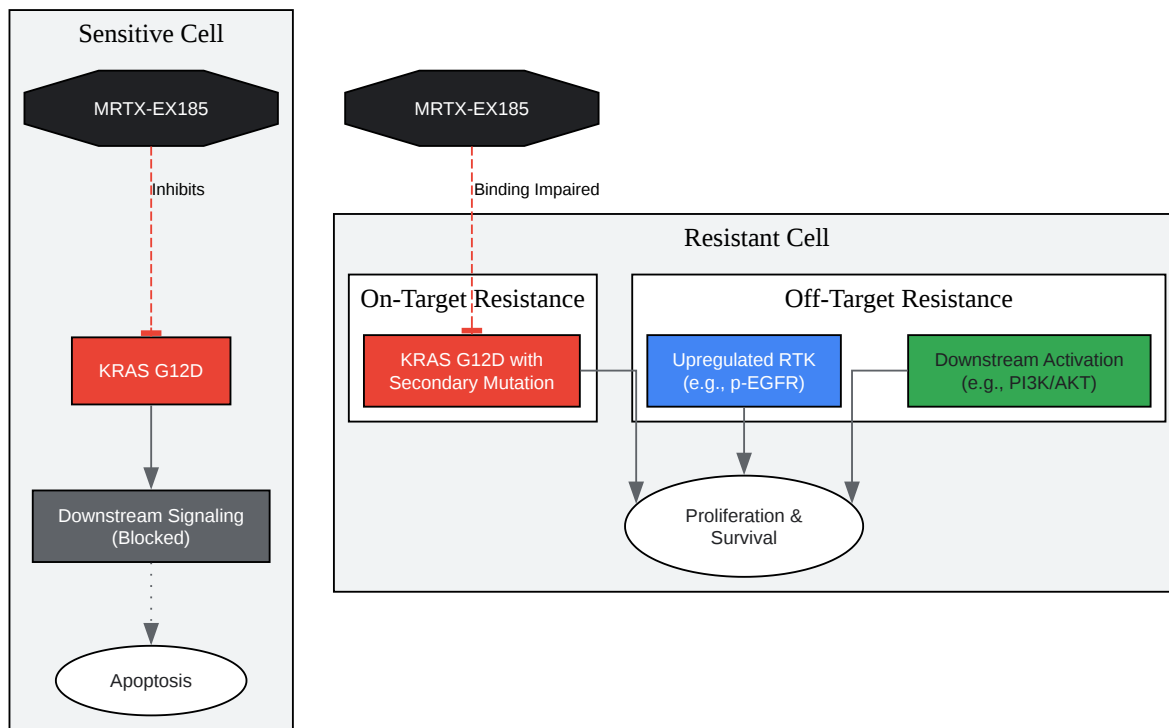 Sensitive Cell
MRTX-EX185
Inhibits
KRAS G12D
Downstream Signaling
(Blocked)
Apoptosis
MRTX-EX185
Binding Impaired
Resistant Cell
On-Target Resistance
KRAS G12D with
Secondary Mutation
Off-Target Resistance
Upregulated RTK
(e.g., p-EGFR)
Downstream Activation
(e.g., PI3K/AKT)
Proliferation &
Survival